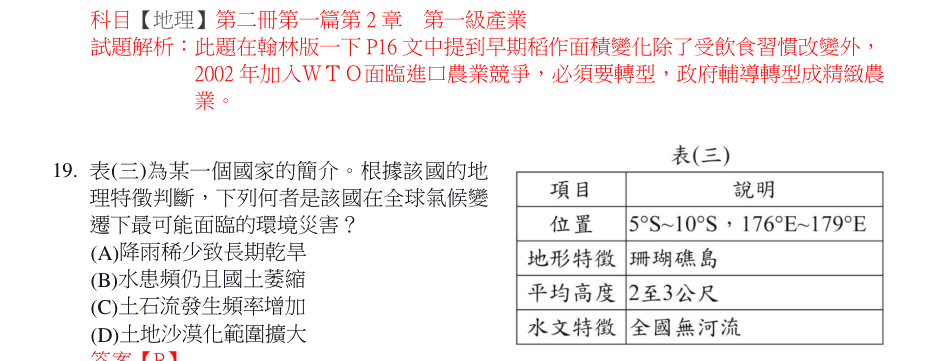 科目【地理】第二冊第一篇第 2 章　第一級產業
試題解析：此題在翰林版一下 P16 文中提到早期稻作面積變化除了受飲食習慣改變外，
2002 年加入ＷＴＯ面臨進口農業競爭，必須要轉型，政府輔導轉型成精緻農
業。
19. 表(三)為某一個國家的簡介。根據該國的地
理特徵判斷，下列何者是該國在全球氣候變
遷下最可能面臨的環境災害？
(A)降雨稀少致長期乾旱
(B)水患頻仍且國土萎縮
(C)土石流發生頻率增加
(D)土地沙漠化範圍擴大
答案【B】
表(三)
項目 說明
位置 5°S~10°S，176°E~179°E
地形特徵 珊瑚礁島
平均高度 2至3公尺
水文特徵 全國無河流